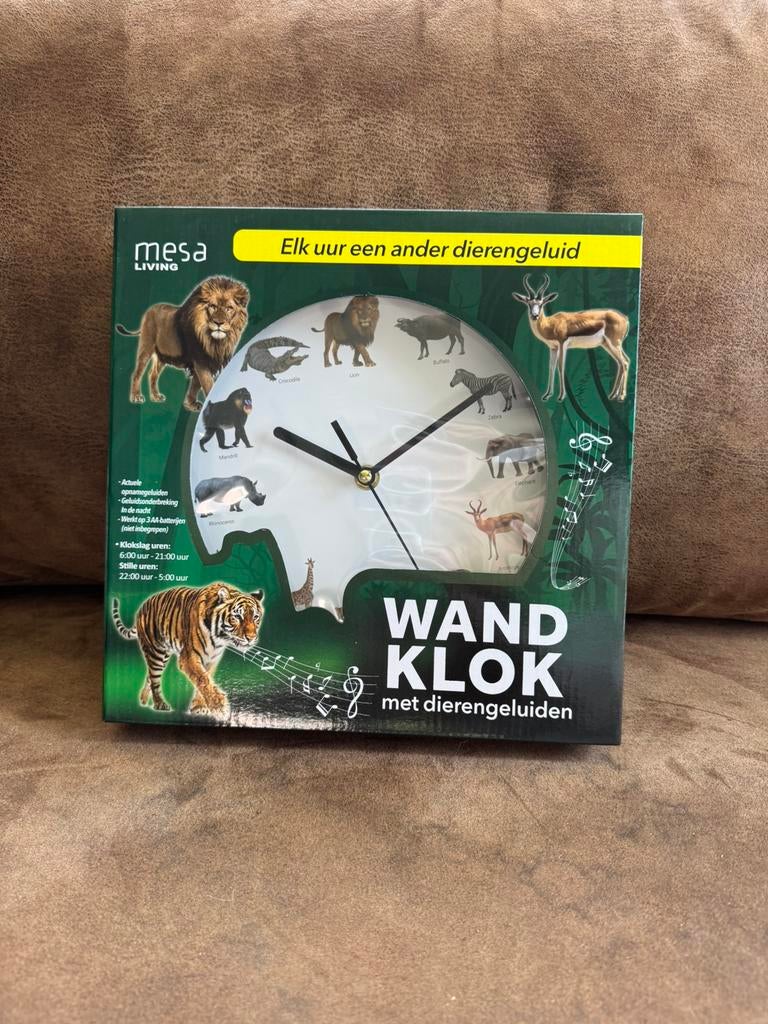 mesa
LIVING
Elk uur een ander dierengeluid
Lion
Buffalo
Crocodile
Zebra
Mandrill
Elephant
Rhinoceros
- Actuele
opnamegeluiden
- Geluidsonderbreking
In de nacht
- Werkt op 3 AA-batterijen
(niet inbegrepen)
• Klokslag uren:
6:00 uur - 21:00 uur
Stille uren:
22:00 uur - 5:00 uur
WAND
KLOK
met dierengeluiden